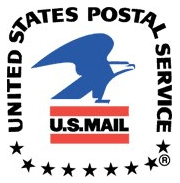 UNITED STATES POSTAL SERVICE
U.S.MAIL
®